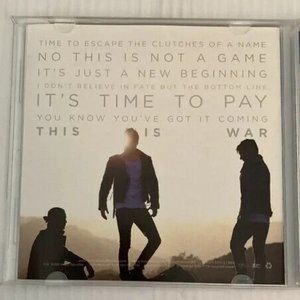 TIME TO ESCAPE THE CLUTCHES OF A NAME
NO THIS IS NOT A GAME
IT'S JUST A NEW BEGINNING
I DON'T BELIEVE IN FATE BUT THE BOTTOM LINE
IT'S TIME TO PAY
YOU KNOW YOU'VE GOT IT COMING
THIS IS WAR